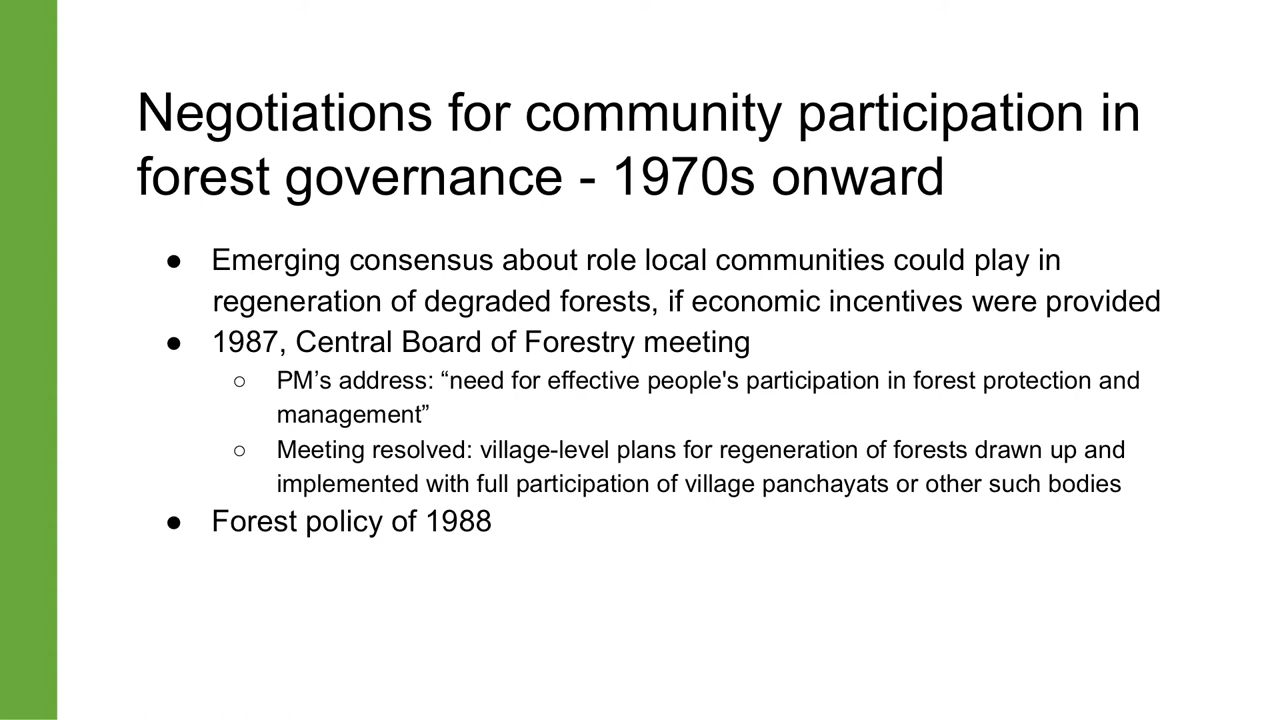 Negotiations for community participation in
forest governance - 1970s onward
● Emerging consensus about role local communities could play in
regeneration of degraded forests, if economic incentives were provided
● 1987, Central Board of Forestry meeting
○ PM’s address: “need for effective people's participation in forest protection and
management”
○ Meeting resolved: village-level plans for regeneration of forests drawn up and
implemented with full participation of village panchayats or other such bodies
● Forest policy of 1988